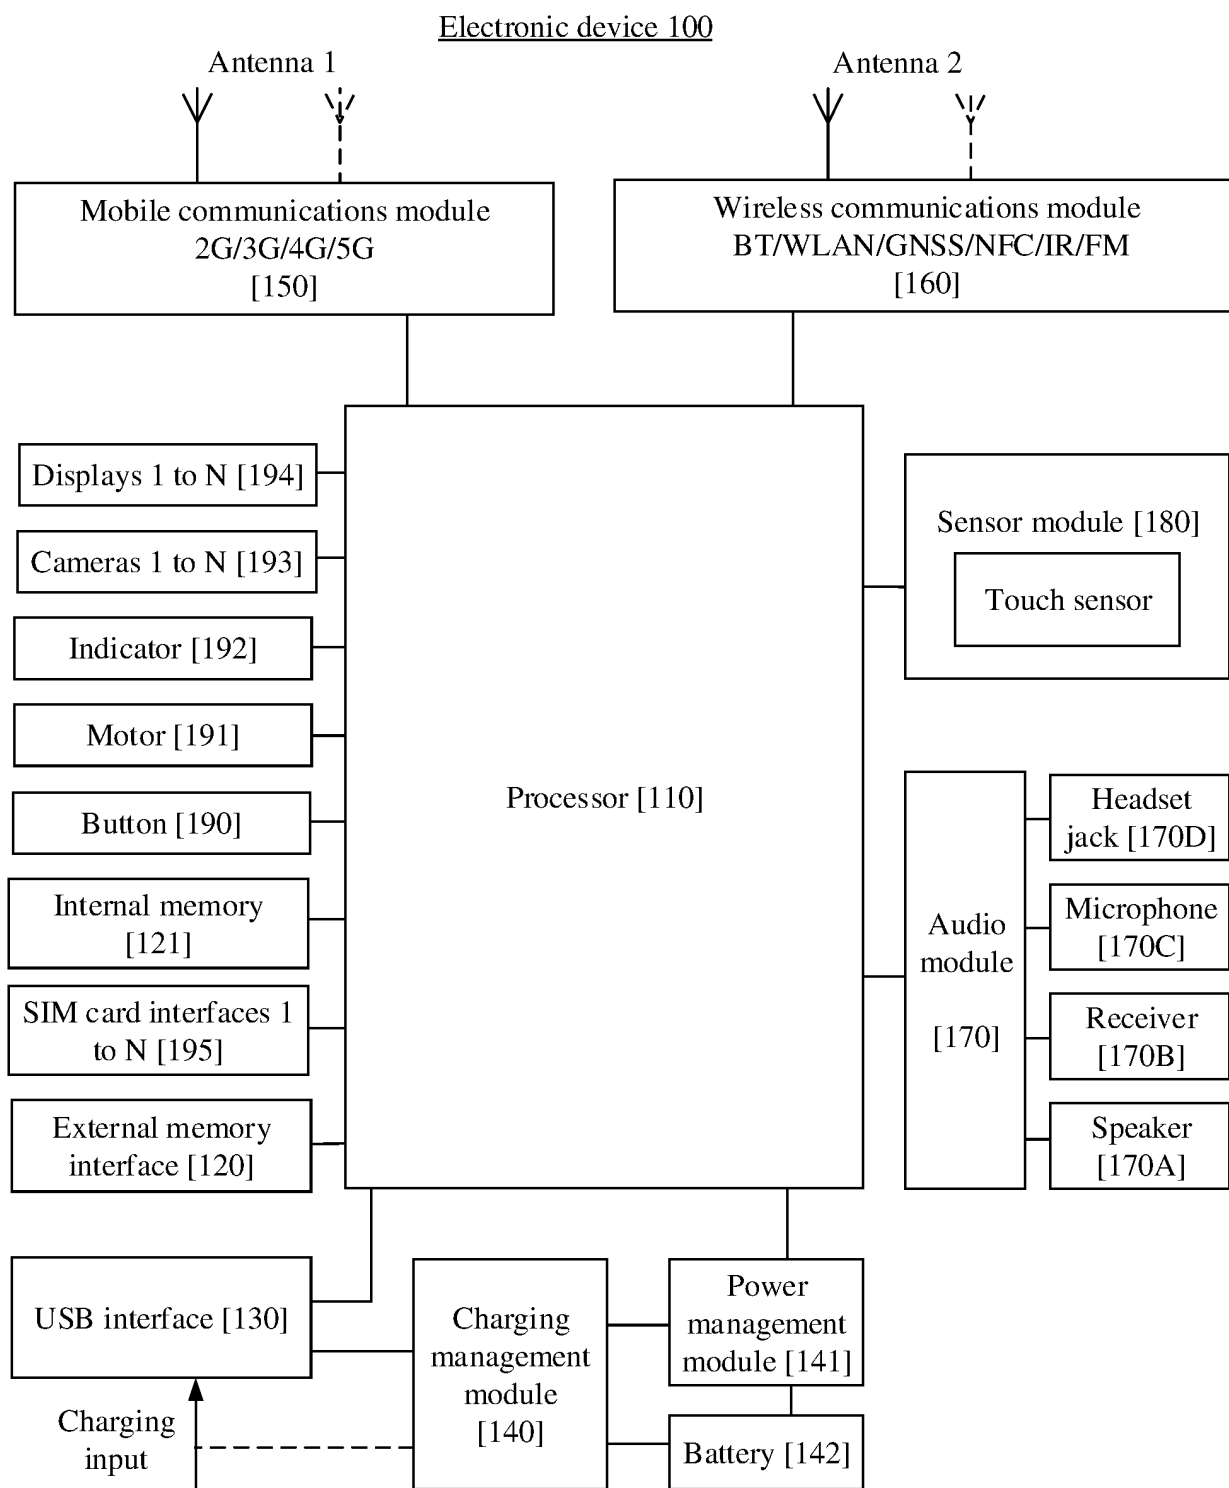 Electronic device 100
Antenna 1
Antenna 2
Mobile communications module
2G/3G/4G/5G
[150]
Wireless communications module
BT/WLAN/GNSS/NFC/IR/FM
[160]
Displays 1 to N [194]
Cameras 1 to N [193]
Indicator [192]
Motor [191]
Button [190]
Internal memory
[121]
SIM card interfaces 1
to N [195]
External memory
interface [120]
Processor [110]
Sensor module [180]
Touch sensor
Audio
module
[170]
Headset
jack [170D]
Microphone
[170C]
Receiver
[170B]
Speaker
[170A]
USB interface [130]
Charging
input
Charging
management
module
[140]
Power
management
module [141]
Battery [142]